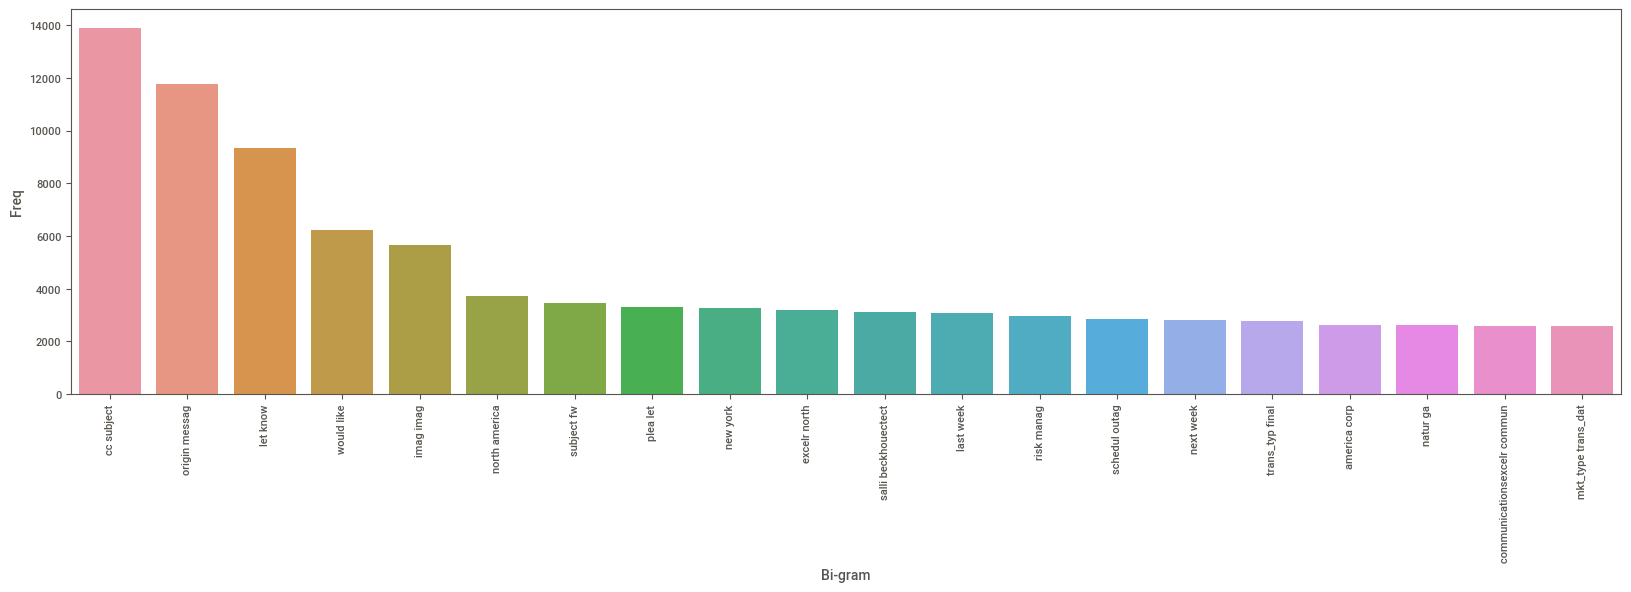 14000
12000
10000
8000
6000
4000
2000
0
Freq
cc subject
origin messag
let know
would like
imag imag
north america
subject fw
plea let
new york
excelr north
salli beckhouectect
last week
risk manag
schedul outag
next week
trans_typ final
america corp
natur ga
communicationsexcelr commun
mkt_type trans_dat
Bi-gram